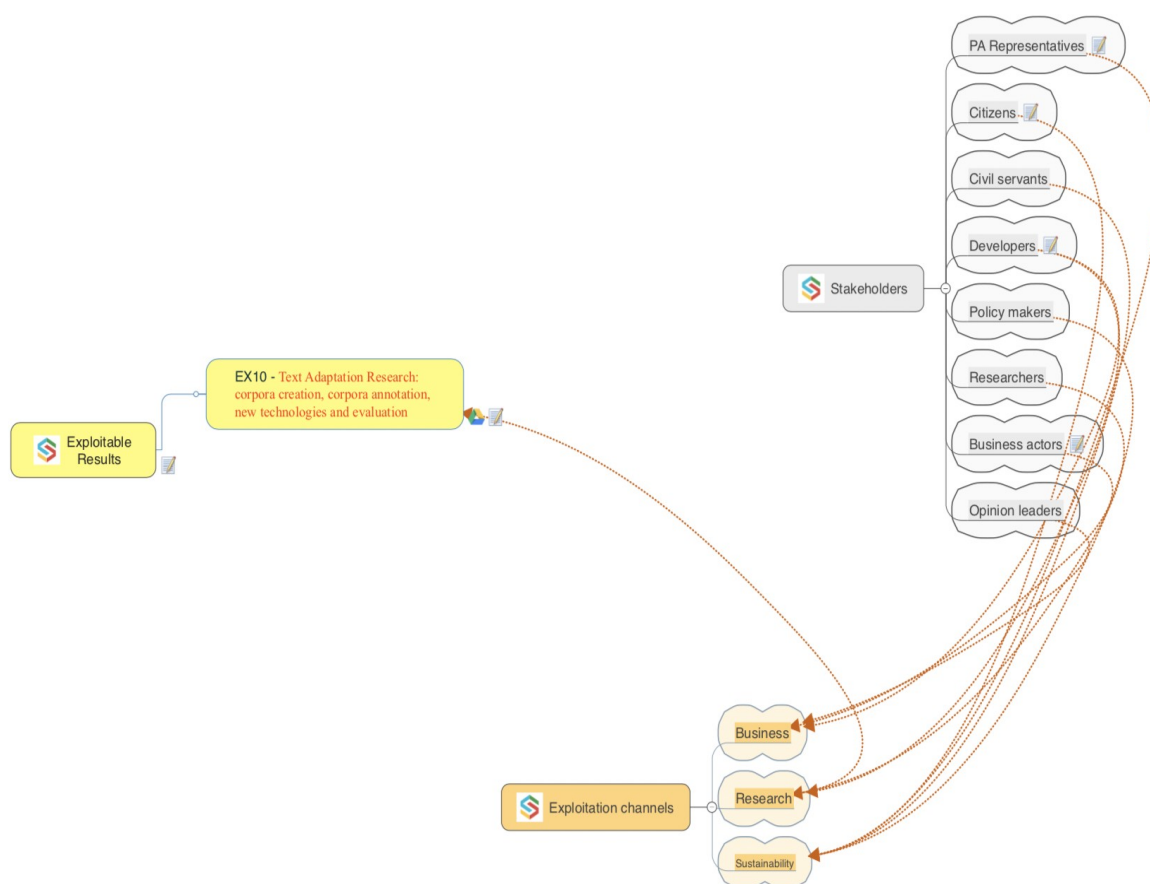 PA Representatives
Citizens
Civil servants
Developers
Stakeholders
Policy makers
Researchers
Business actors
Opinion leaders
EX10 - Text Adaptation Research:
corpora creation, corpora annotation,
new technologies and evaluation
Exploitable
Results
Business
Research
Exploitation channels
Sustainability